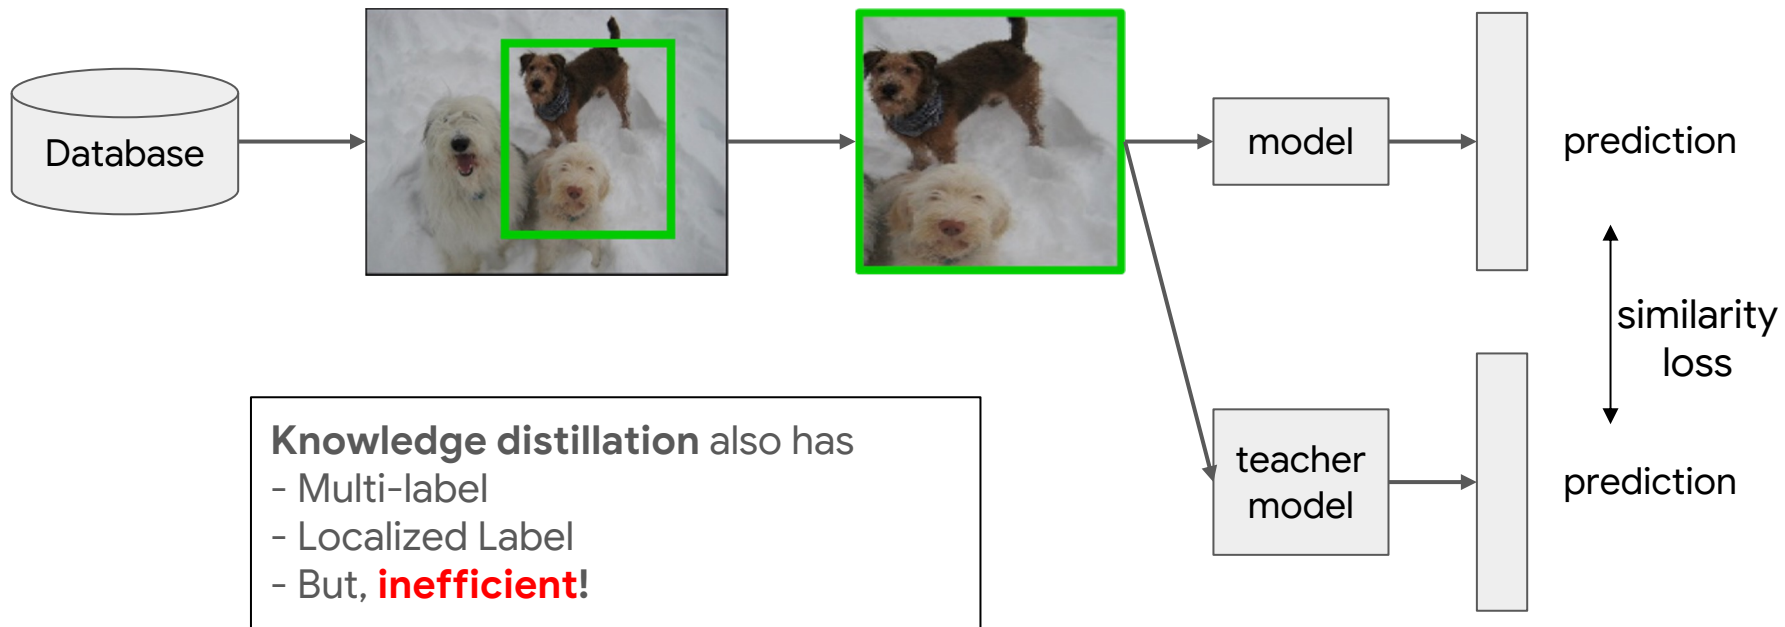 Database
model
prediction
similarity
loss
teacher
model
prediction
Knowledge distillation also has
- Multi-label
- Localized Label
- But, inefficient!